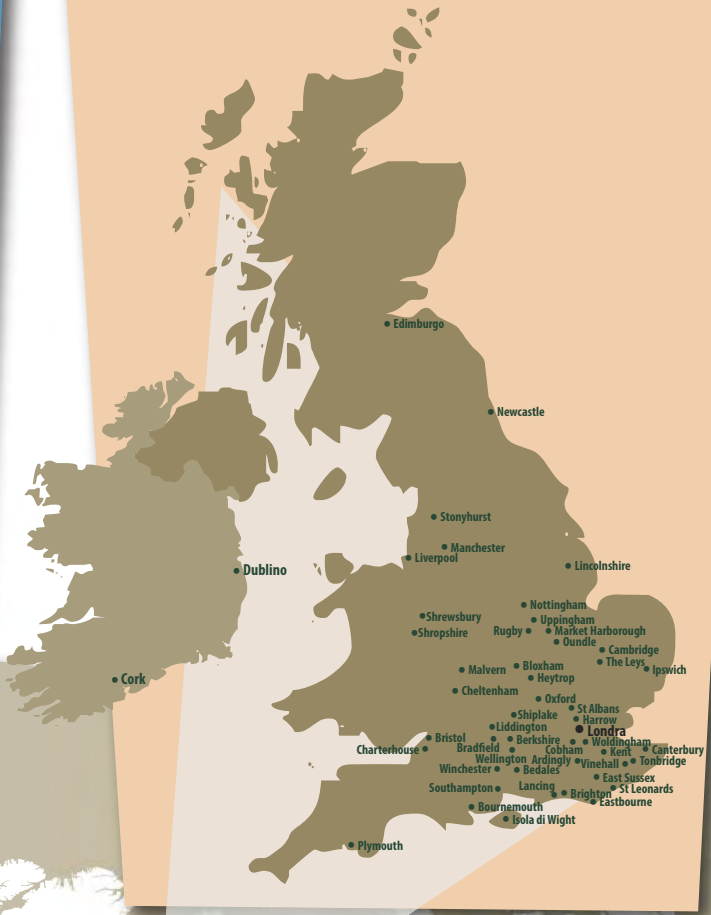 Edimburgo
Newcastle
Stonyhurst
Manchester
Liverpool
Lincolnshire
Dublino
Nottingham
Shrewsbury
Uppingham
Shropshire
Rugby
Market Harborough
Oundle
Cambridge
The Leys
Bloxham
Malvern
Ipswich
Heytrop
Cork
Cheltenham
Oxford
St Albans
Shiplake
Harrow
Liddington
Londra
Bristol
Berkshire
Woldingham
Charterhouse
Bradfield
Cobham
Kent
Canterbury
Wellington
Ardingly
Vinehall
Tonbridge
Winchester
Bedales
East Sussex
Southampton
Lancing
St Leonards
Brighton
Eastbourne
Bournemouth
Isola di Wight
Plymouth